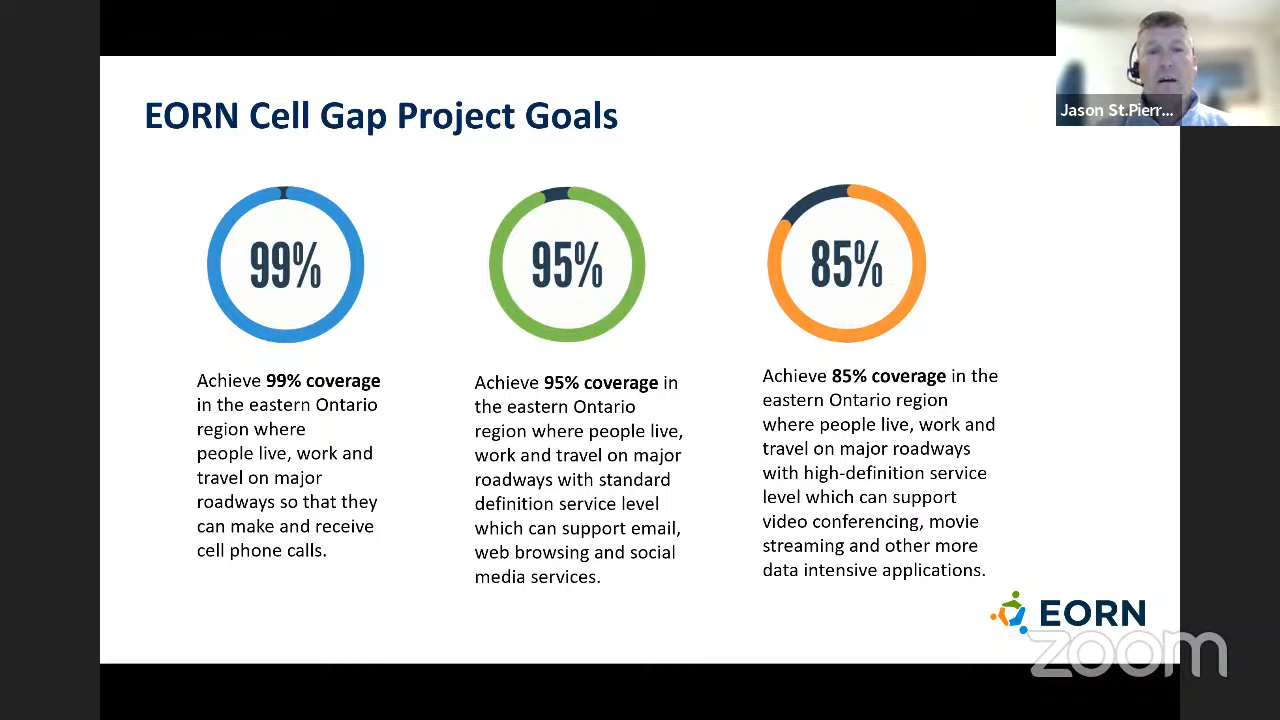 EORN Cell Gap Project Goals
Jason St.Pierr...
99%
95%
85%
Achieve 99% coverage
in the eastern Ontario
region where
people live, work and
travel on major
roadways so that they
can make and receive
cell phone calls.
Achieve 95% coverage in
the eastern Ontario
region where people live,
work and travel on major
roadways with standard
definition service level
which can support email,
web browsing and social
media services.
Achieve 85% coverage in the
eastern Ontario region
where people live, work and
travel on major roadways
with high-definition service
level which can support
video conferencing, movie
streaming and other more
data intensive applications.
EORN
zoom